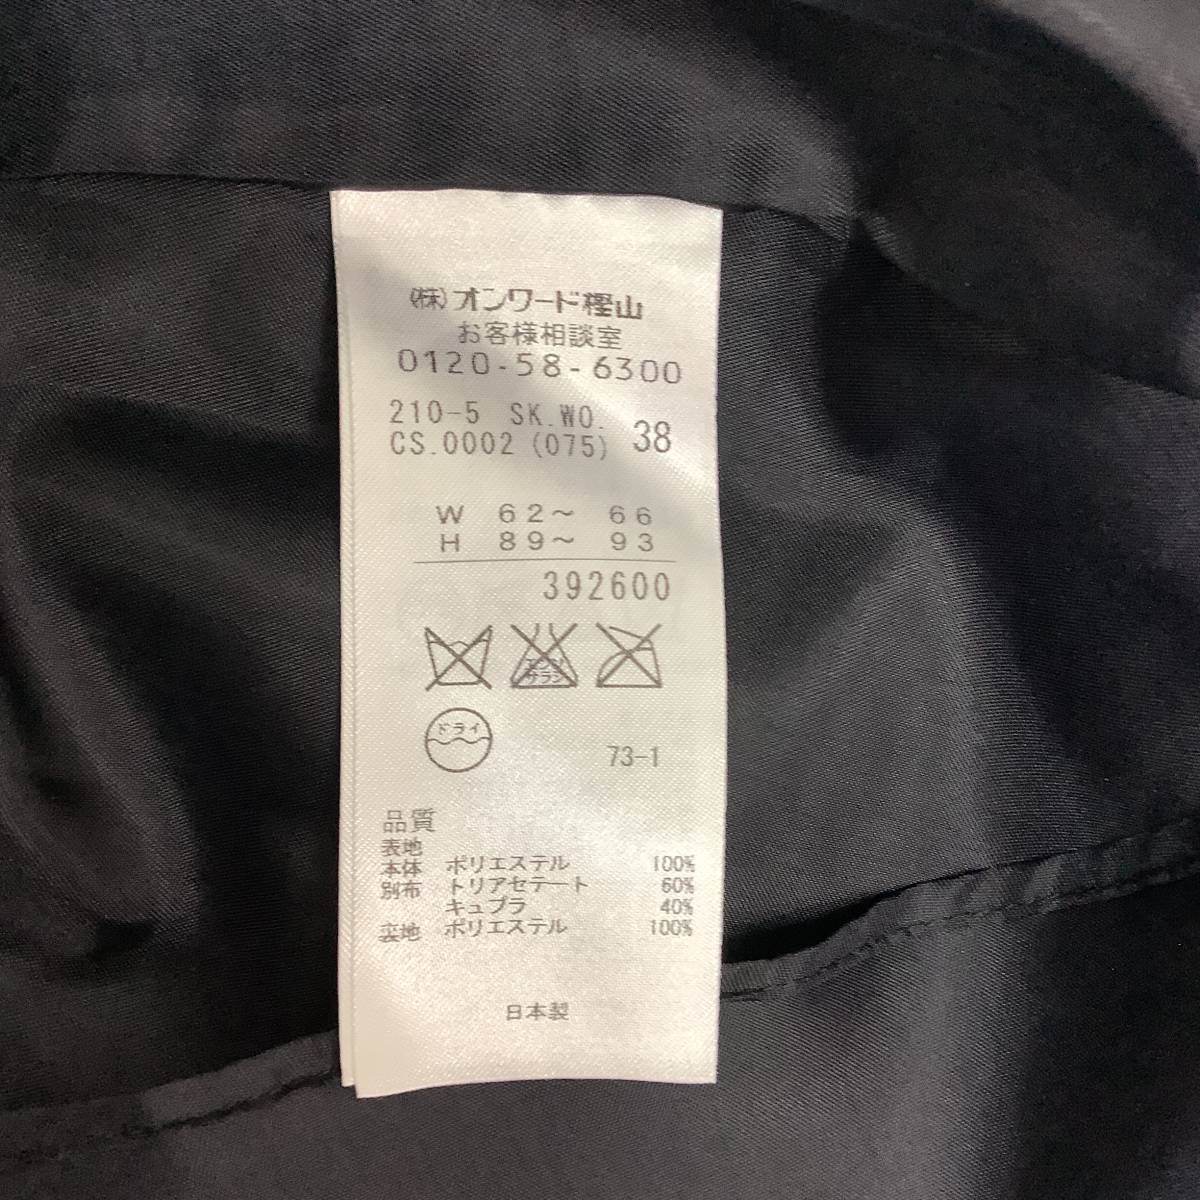 (株)オンワード樫山
お客様相談室
0120-58-6300
210-5 SK.WO.
CS.0002 (075) 38
W 62～ 66
H 89～ 93
392600
エンソ
サラシ
ドライ
73-1
品質
表地
本体 ポリエステル 100%
別布 トリアセテート 60%
キュプラ 40%
裏地 ポリエステル 100%
日本製